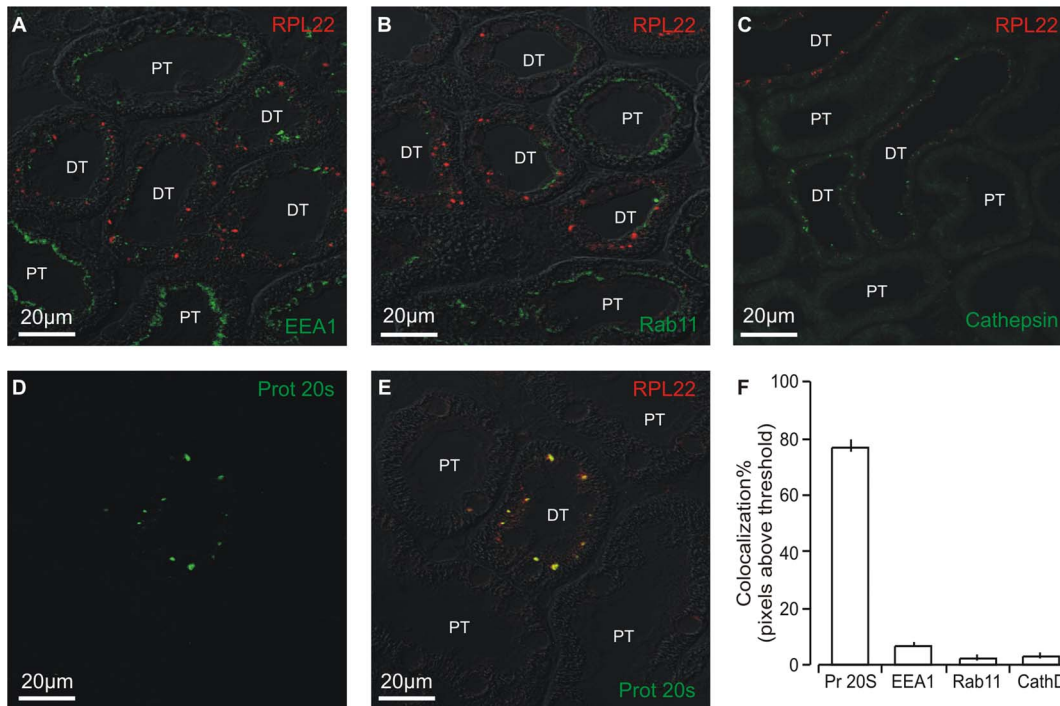 A RPL22
PT
DT
DT
DT
DT
PT
PT
20μm
EEA1
B RPL22
DT
PT
DT
DT
DT
PT
20μm
Rab11
C RPL22
DT
PT
DT
DT
PT
PT
20μm
Cathepsin
D Prot 20s
20μm
E RPL22
PT
PT
DT
PT
PT
20μm
Prot 20s
F
Colocalization%
(pixels above threshold)
100
80
60
40
20
0
Pr 20S EEA1 Rab11 CathD